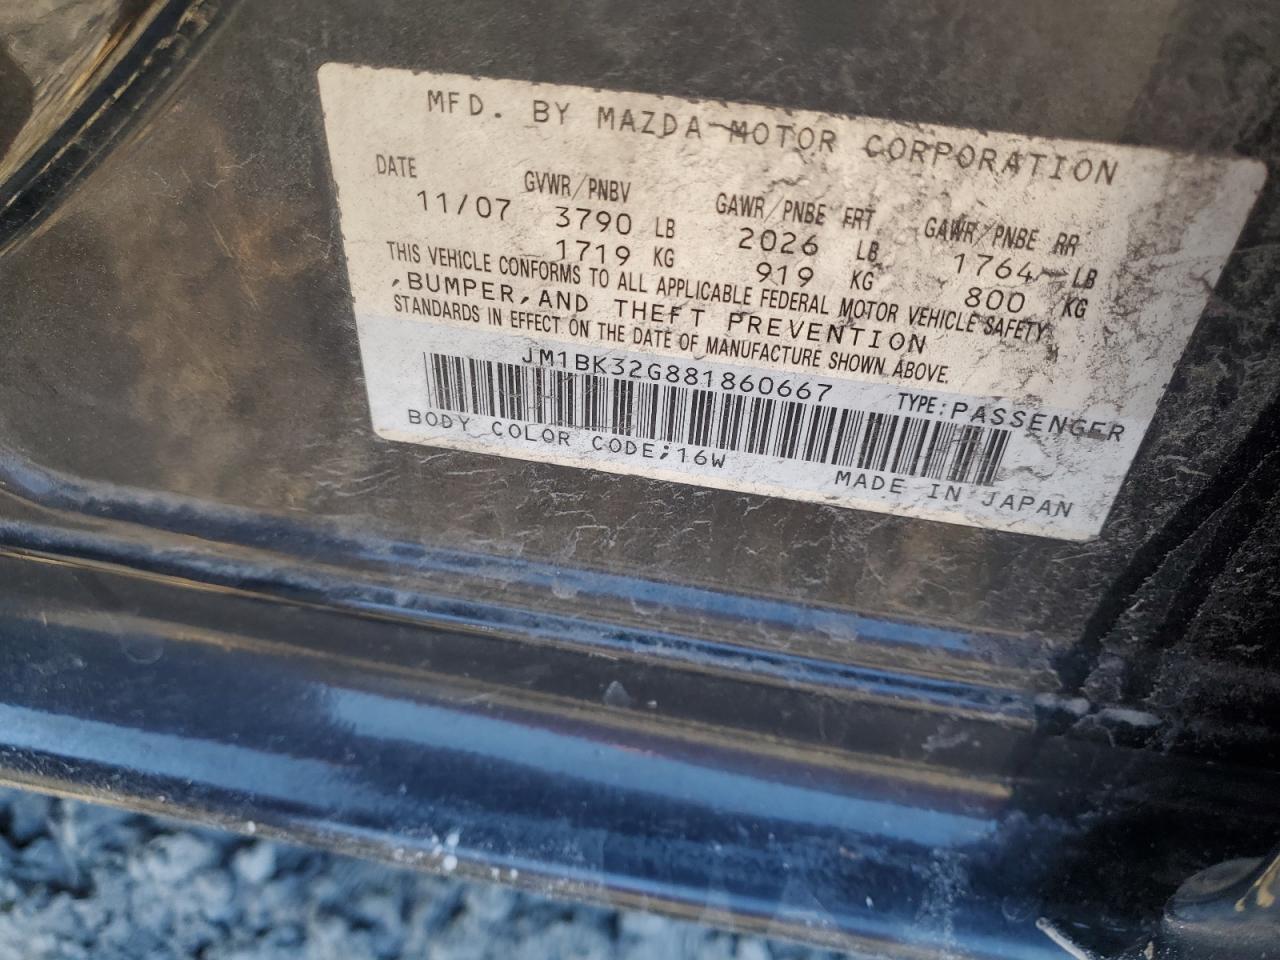 MFD. BY MAZDA MOTOR CORPORATION
DATE GVWR/PNBV GAWR/PNBE FRT GAWR/PNBE RR
11/07 3790 LB 2026 LB 1764 LB
1719 KG 919 KG 800 KG
THIS VEHICLE CONFORMS TO ALL APPLICABLE FEDERAL MOTOR VEHICLE SAFETY
,BUMPER,AND THEFT PREVENTION
STANDARDS IN EFFECT ON THE DATE OF MANUFACTURE SHOWN ABOVE.
JM1BK32G881860667 TYPE:PASSENGER
BODY COLOR CODE;16W
MADE IN JAPAN